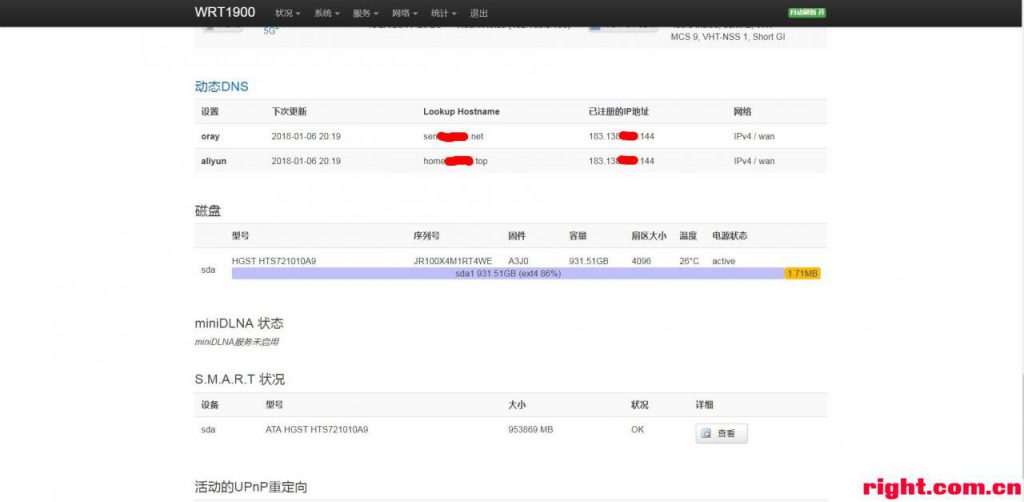 WRT1900 状况 系统 服务 网络 统计 退出 自动刷新 开
5G²
MCS 9, VHT-NSS 1, Short GI
动态DNS
设置 下次更新 Lookup Hostname 已注册的IP地址 网络
oray 2018-01-06 20:19 sen .net 183.138 .144 IPv4 / wan
aliyun 2018-01-06 20:19 home .top 183.138 .144 IPv4 / wan
磁盘
型号 序列号 固件 容量 扇区大小 温度 电源状态
sda HGST HTS721010A9 JR100X4M1RT4WE A3J0 931.51GB 4096 26°C active
sda1 931.51GB (ext4 86%) 1.71MB
miniDLNA 状态
miniDLNA服务未启用
S.M.A.R.T 状况
设备 型号 大小 状况 详细
sda ATA HGST HTS721010A9 953869 MB OK 查看
活动的UPnP重定向
right.com.cn